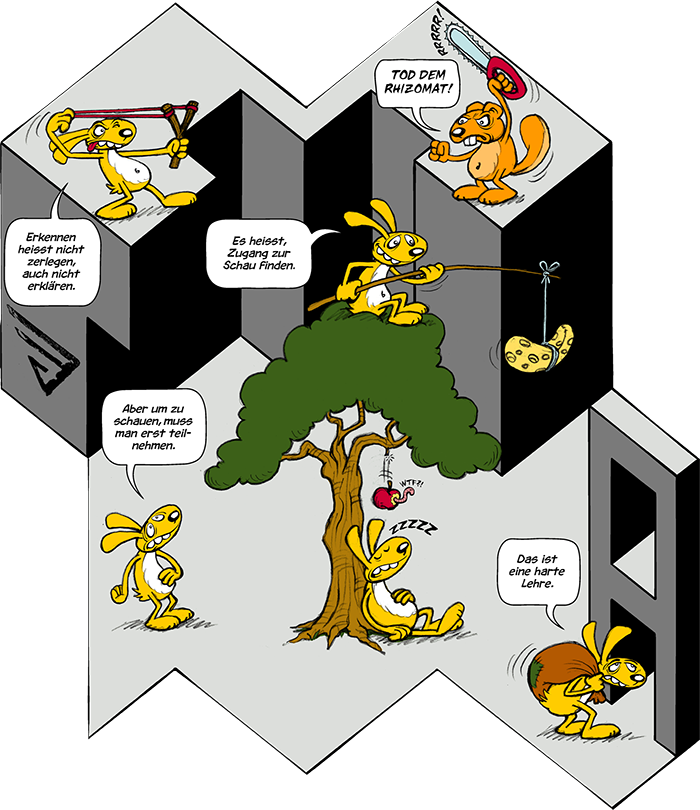 RRRRR!
TOD DEM
RHIZOMAT!
Erkennen
heisst nicht
zerlegen,
auch nicht
erklären.
Es heisst,
Zugang zur
Schau finden.
Aber um zu
schauen, muss
man erst teil-
nehmen.
WTF?!
ZZZZZ
Das ist
eine harte
Lehre.